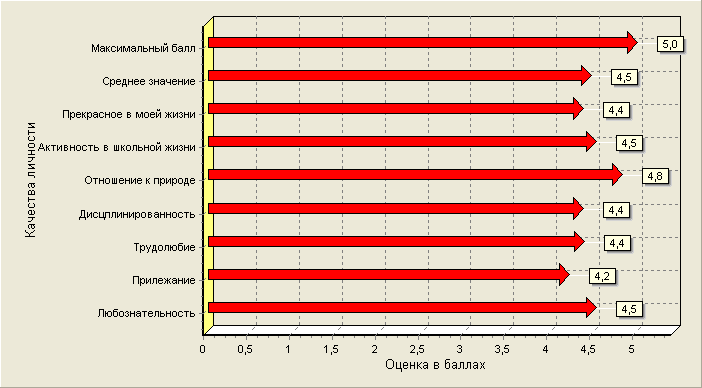 Качества личности
Максимальный балл
5,0
Среднее значение
4,5
Прекрасное в моей жизни
4,4
Активность в школьной жизни
4,5
Отношение к природе
4,8
Дисцплинированность
4,4
Трудолюбие
4,4
Прилежание
4,2
Любознательность
4,5
0 0,5 1 1,5 2 2,5 3 3,5 4 4,5 5
Оценка в баллах